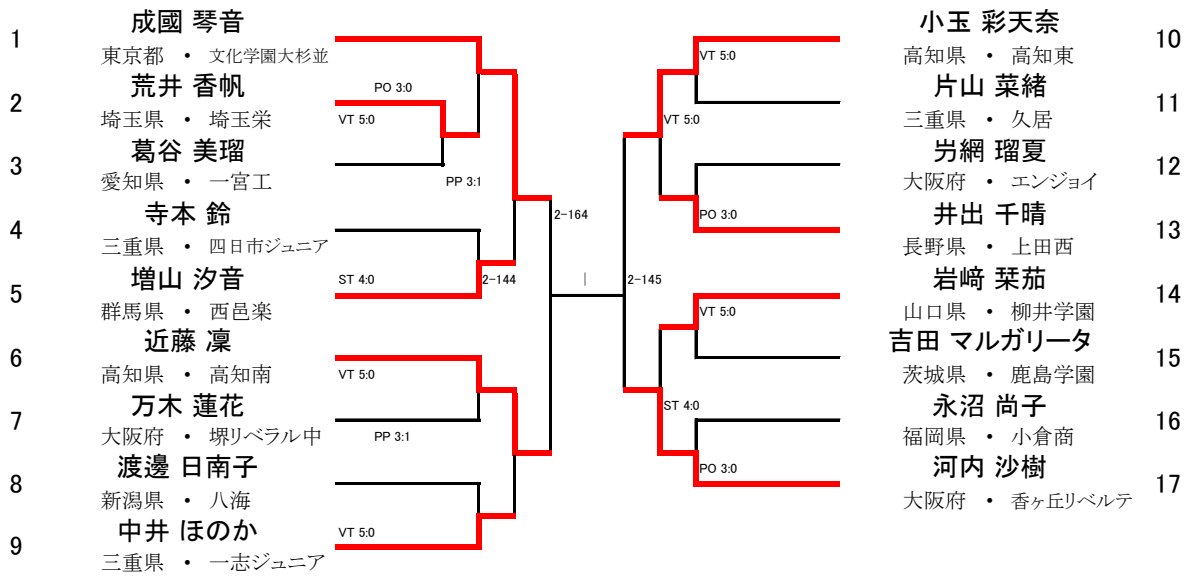 1
成國 琴音
東京都 ・ 文化学園大杉並
2
荒井 香帆
埼玉県 ・ 埼玉栄
PO 3:0
VT 5:0
3
葛谷 美瑠
愛知県 ・ 一宮工
PP 3:1
4
寺本 鈴
三重県 ・ 四日市ジュニア
2-164
5
増山 汐音
群馬県 ・ 西邑楽
ST 4:0
2-144
6
近藤 凜
高知県 ・ 高知南
VT 5:0
7
万木 蓮花
大阪府 ・ 堺リベラル中
PP 3:1
8
渡邊 日南子
新潟県 ・ 八海
9
中井 ほのか
三重県 ・ 一志ジュニア
VT 5:0
|
2-145
小玉 彩天奈
10
高知県 ・ 高知東
VT 5:0
片山 菜緒
11
三重県 ・ 久居
VT 5:0
屶網 瑠夏
12
大阪府 ・ エンジョイ
井出 千晴
13
長野県 ・ 上田西
PO 3:0
岩﨑 栞茄
14
山口県 ・ 柳井学園
VT 5:0
吉田 マルガリータ
15
茨城県 ・ 鹿島学園
永沼 尚子
16
福岡県 ・ 小倉商
ST 4:0
河内 沙樹
17
大阪府 ・ 香ヶ丘リベルテ
PO 3:0